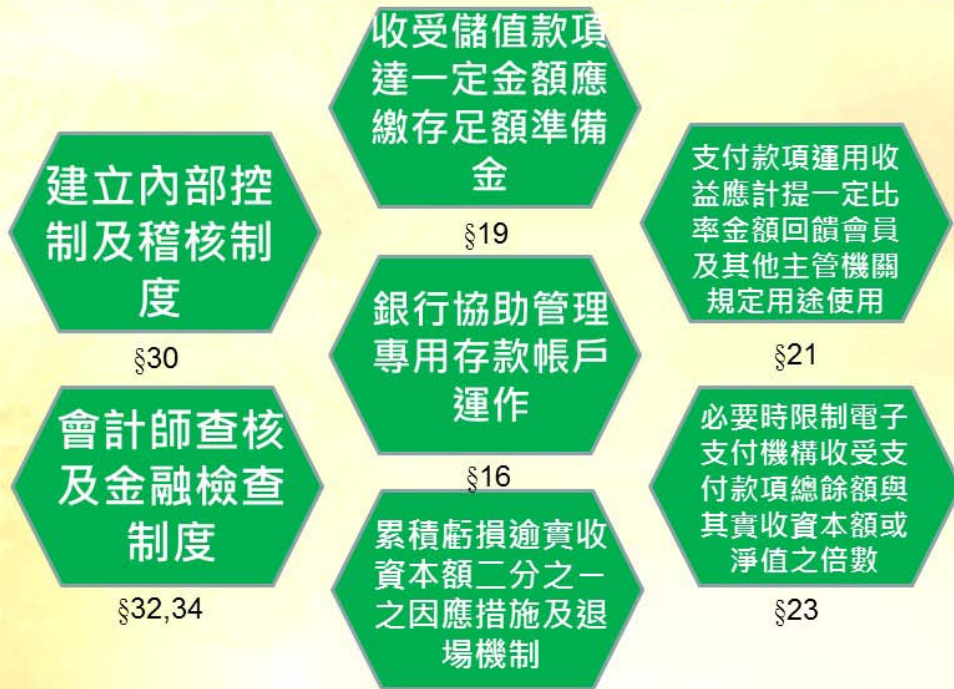 收受儲值款項
達一定金額應
繳存足額準備
金
§19
建立內部控
制及稽核制
度
§30
支付款項運用收
益應計提一定比
率金額回饋會員
及其他主管機關
規定用途使用
§21
銀行協助管理
專用存款帳戶
運作
§16
會計師查核
及金融檢查
制度
§32,34
必要時限制電子
支付機構收受支
付款項總餘額與
其實收資本額或
淨值之倍數
§23
累積虧損逾實收
資本額二分之一
之因應措施及退
場機制